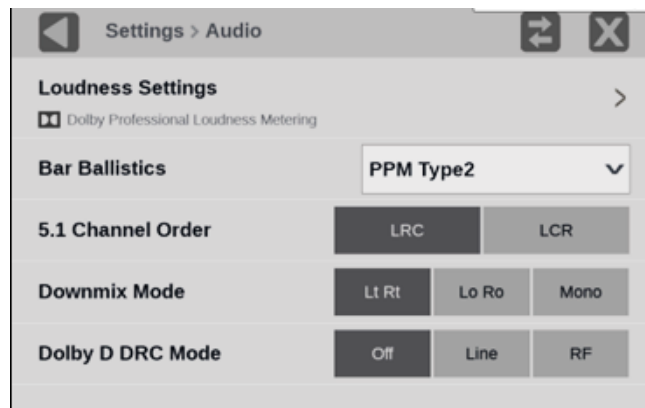 Settings > Audio
Loudness Settings
Dolby Professional Loudness Metering
Bar Ballistics PPM Type2
5.1 Channel Order LRC LCR
Downmix Mode Lt Rt Lo Ro Mono
Dolby D DRC Mode Off Line RF